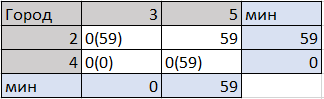 Город 3 5 мин
2 0(59) 59 59
4 0(0) 0(59) 0
мин 0 59